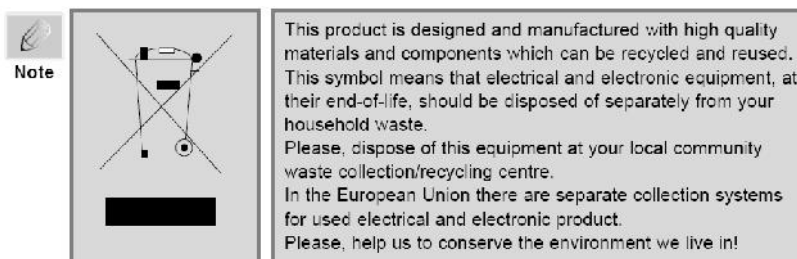 Note
This product is designed and manufactured with high quality
materials and components which can be recycled and reused.
This symbol means that electrical and electronic equipment, at
their end-of-life, should be disposed of separately from your
household waste.
Please, dispose of this equipment at your local community
waste collection/recycling centre.
In the European Union there are separate collection systems
for used electrical and electronic product.
Please, help us to conserve the environment we live in!